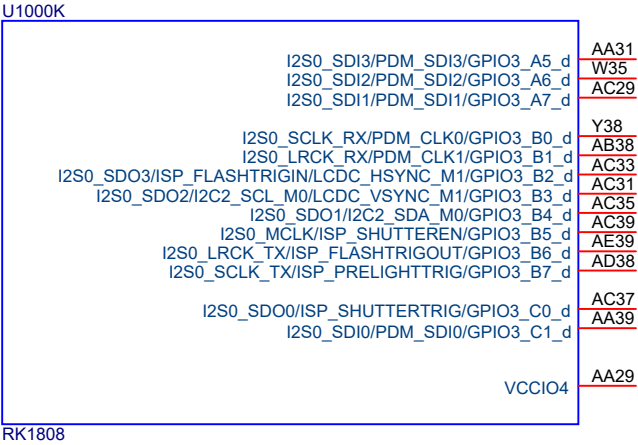 U1000K
I2S0_SDI3/PDM_SDI3/GPIO3_A5_d AA31
I2S0_SDI2/PDM_SDI2/GPIO3_A6_d W35
I2S0_SDI1/PDM_SDI1/GPIO3_A7_d AC29
I2S0_SCLK_RX/PDM_CLK0/GPIO3_B0_d Y38
I2S0_LRCK_RX/PDM_CLK1/GPIO3_B1_d AB38
I2S0_SDO3/ISP_FLASHTRIGIN/LCDC_HSYNC_M1/GPIO3_B2_d AC33
I2S0_SDO2/I2C2_SCL_M0/LCDC_VSYNC_M1/GPIO3_B3_d AC31
I2S0_SDO1/I2C2_SDA_M0/GPIO3_B4_d AC35
I2S0_MCLK/ISP_SHUTTEREN/GPIO3_B5_d AC39
I2S0_LRCK_TX/ISP_FLASHTRIGOUT/GPIO3_B6_d AE39
I2S0_SCLK_TX/ISP_PRELIGHTTRIG/GPIO3_B7_d AD38
I2S0_SDO0/ISP_SHUTTERTRIG/GPIO3_C0_d AC37
I2S0_SDI0/PDM_SDI0/GPIO3_C1_d AA39
VCCIO4 AA29
RK1808